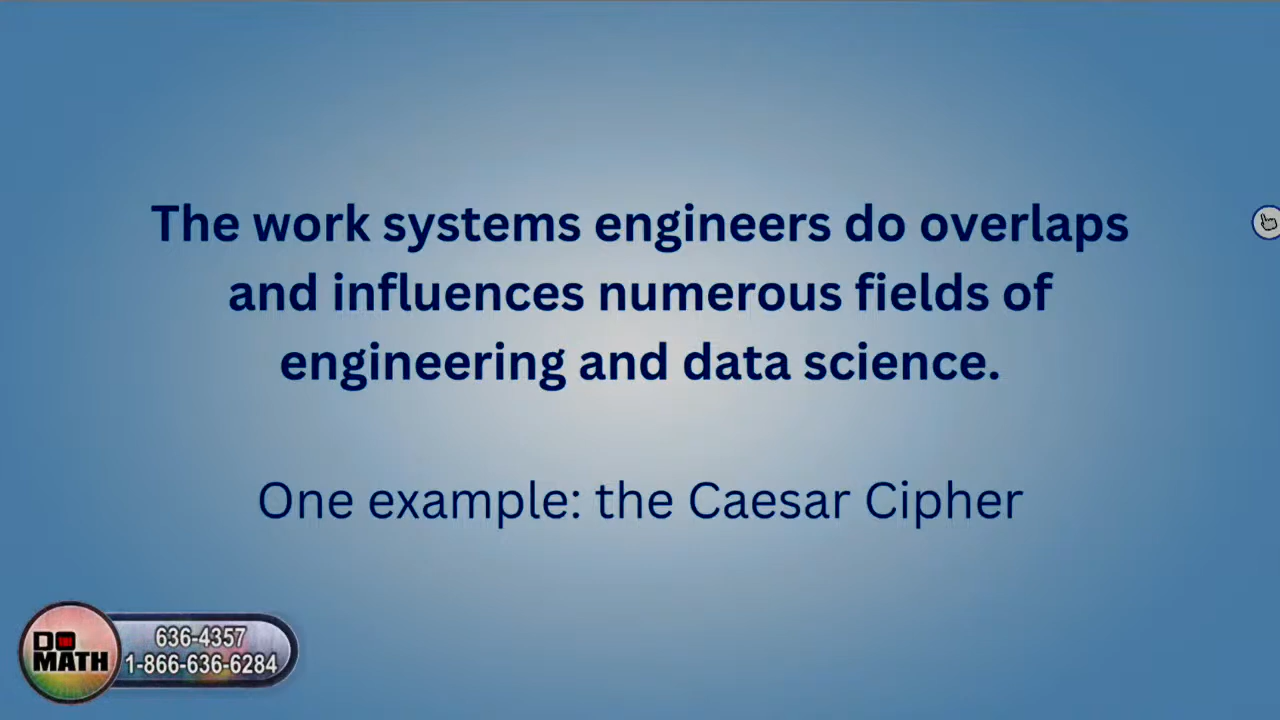 The work systems engineers do overlaps
and influences numerous fields of
engineering and data science.
One example: the Caesar Cipher
DO THE
MATH
636-4357
1-866-636-6284